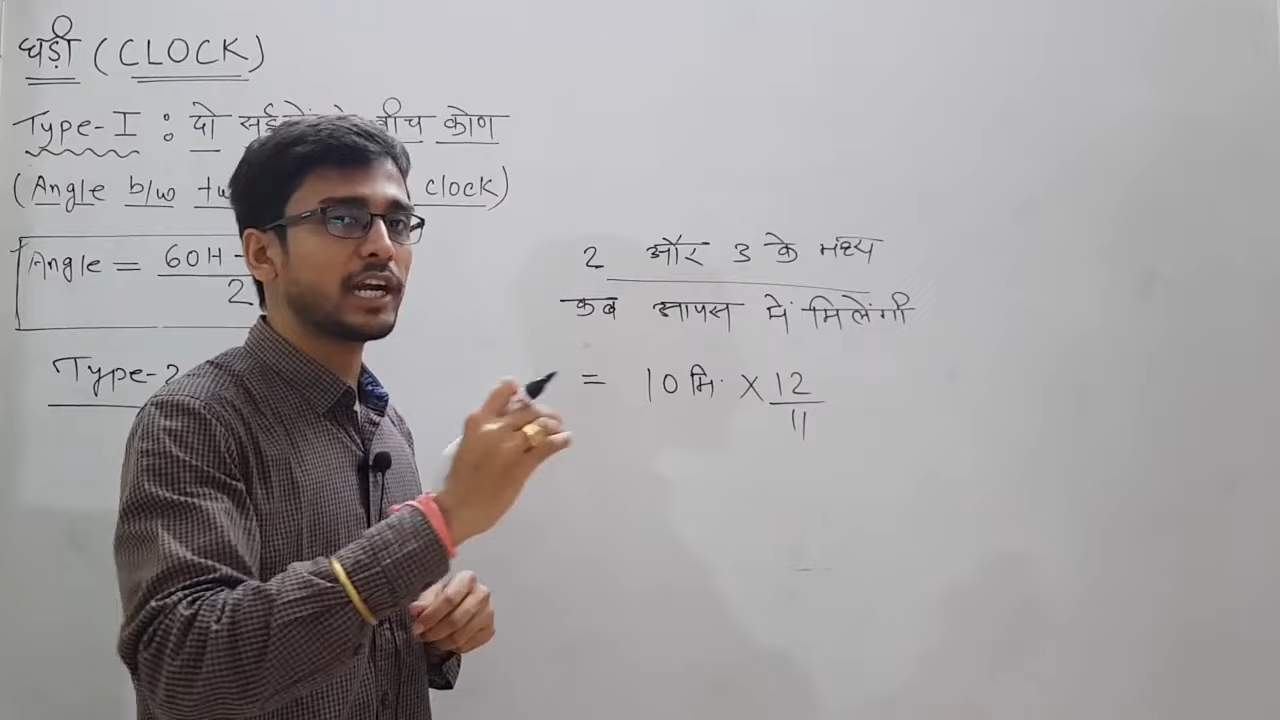 घड़ी (CLOCK)
Type-I : दो बीच कोण
(Angle b/w clock)
Angle = 60H -
2
Type-2
2 और 3 के मध्य
कब आपस में मिलेंगी
= 10 मि. × 12
11